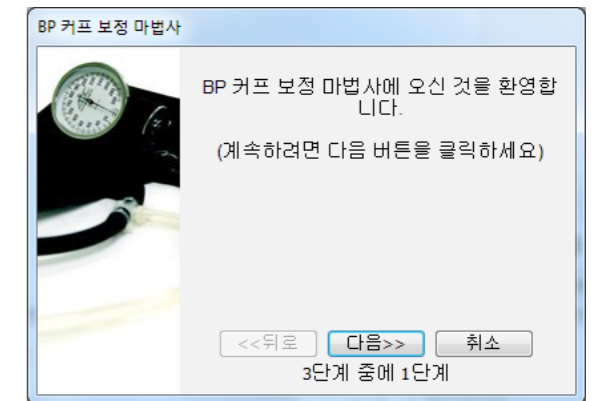 BP 커프 보정 마법사
BP 커프 보정 마법사에 오신 것을 환영합
니다.
(계속하려면 다음 버튼을 클릭하세요)
<<뒤로 다음>> 취소
3단계 중에 1단계